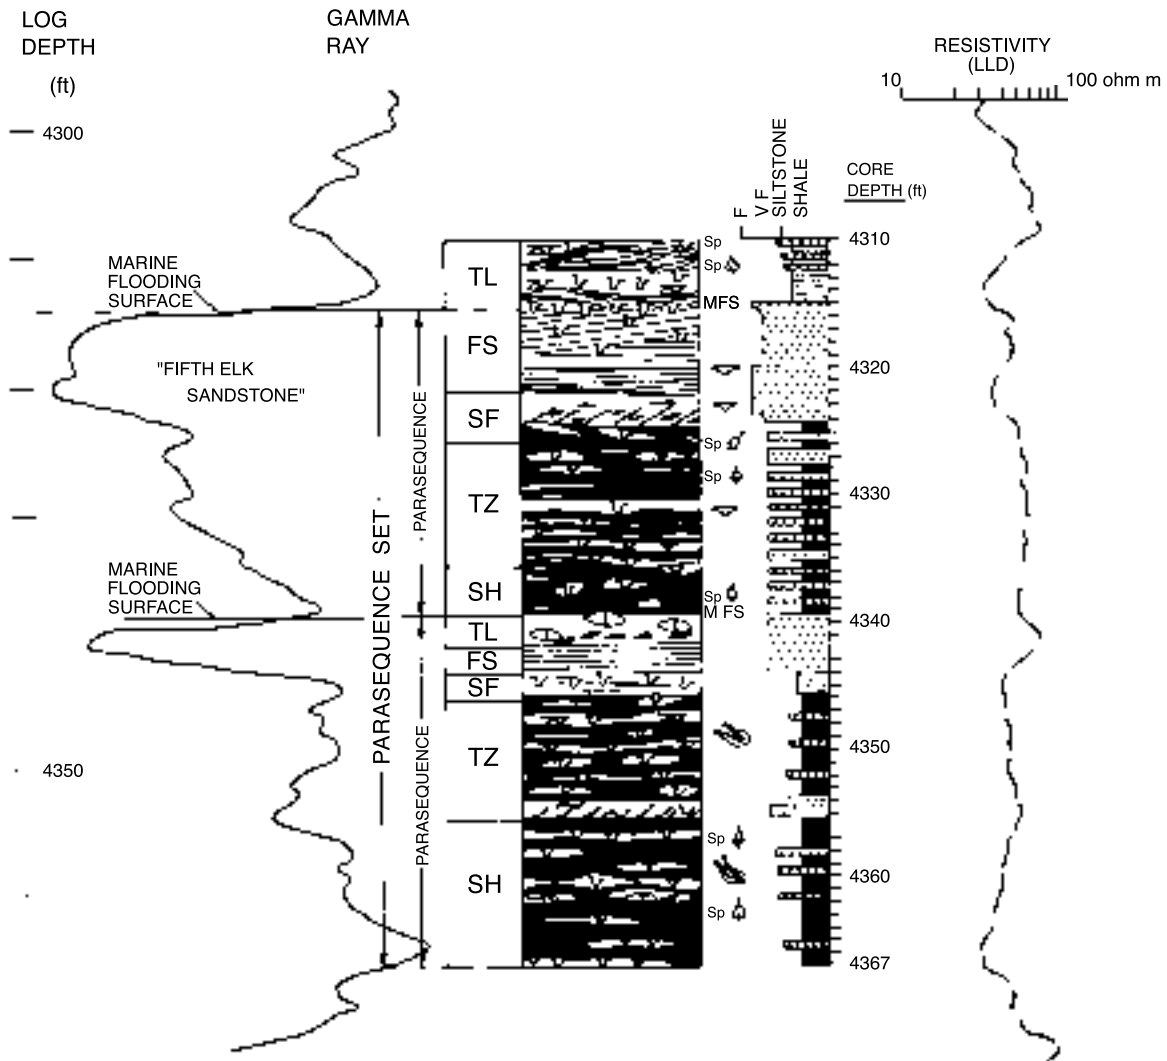 LOG
DEPTH
(ft)
GAMMA
RAY
RESISTIVITY
(LLD)
10
100 ohm m
4300
F
V F
SILTSTONE
SHALE
CORE
DEPTH (ft)
4310
Sp
TL
Sp
MARINE
FLOODING
SURFACE
MFS
FS
"FIFTH ELK
SANDSTONE"
4320
SF
Sp
PARASEQUENCE
Sp
TZ
4330
PARASEQUENCE SET
MARINE
FLOODING
SURFACE
SH
Sp
M FS
4340
TL
FS
SF
4350
TZ
4350
PARASEQUENCE
Sp
SH
4360
Sp
4367